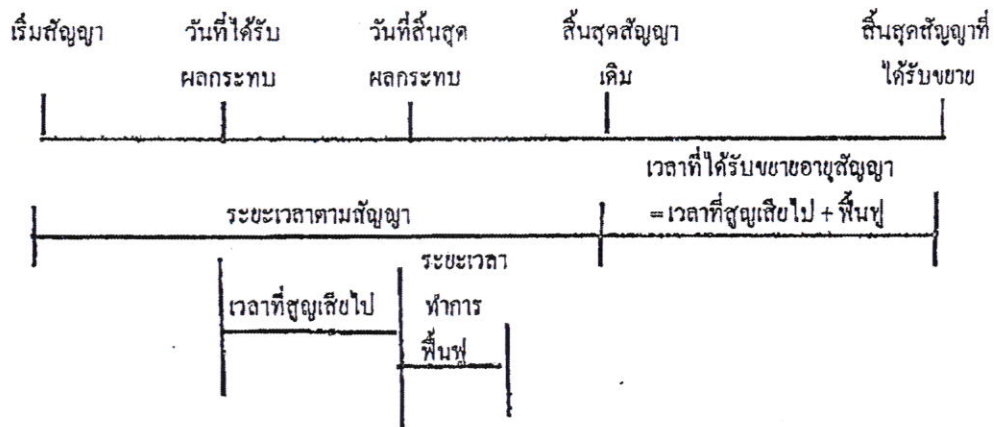 เริ่มสัญญา วันที่ได้รับ วันที่สิ้นสุด สิ้นสุดสัญญา สิ้นสุดสัญญาที่
ผลกระทบ ผลกระทบ เดิม ได้รับขยาย
เวลาที่ได้รับขยายอายุสัญญา
ระยะเวลาตามสัญญา = เวลาที่สูญเสียไป + ฟื้นฟู
ระยะเวลา
เวลาที่สูญเสียไป ทำการ
ฟื้นฟู